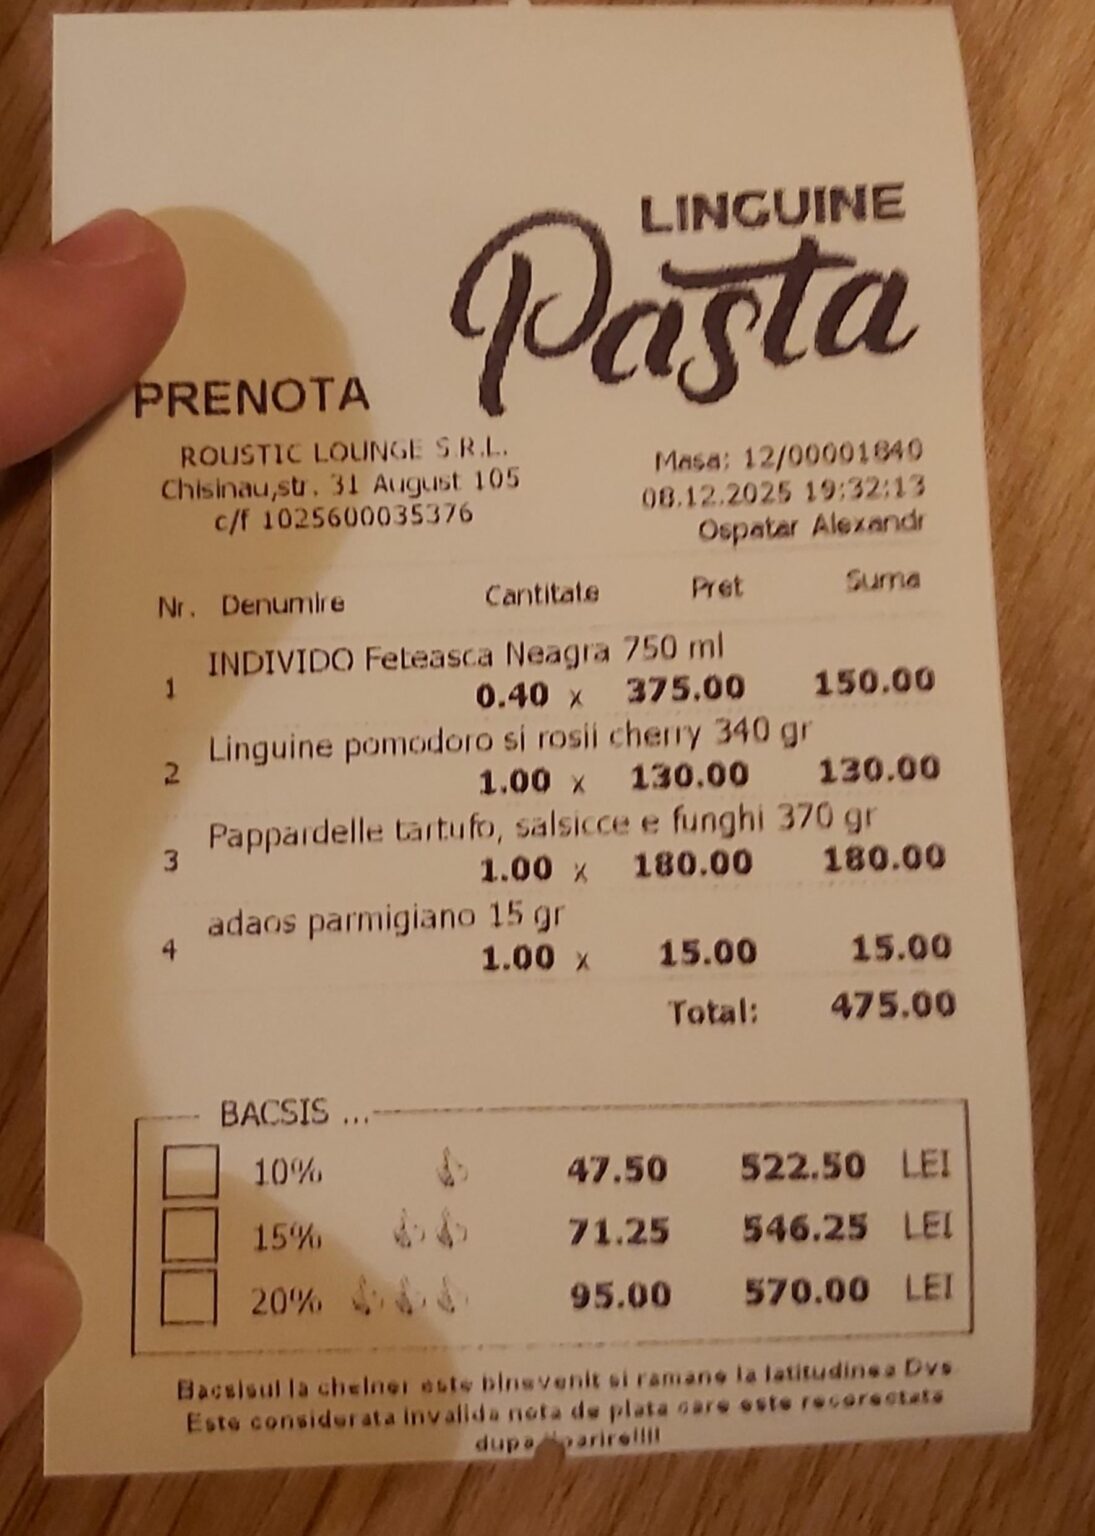 LINGUINE
Pasta
PRENOTA
ROUSTIC LOUNGE S.R.L.
Chisinau,str. 31 August 105
c/f 1025600035376
Masa: 12/00001840
08.12.2025 19:32:13
Ospatar Alexandr
Nr. Denumire Cantitate Pret Suma
1 INDIVIDO Feteasca Neagra 750 ml
0.40 x 375.00 150.00
2 Linguine pomodoro si rosii cherry 340 gr
1.00 x 130.00 130.00
3 Pappardelle tartufo, salsicce e funghi 370 gr
1.00 x 180.00 180.00
4 adaos parmigiano 15 gr
1.00 x 15.00 15.00
Total: 475.00
BACSIS ...
10% 47.50 522.50 LEI
15% 71.25 546.25 LEI
20% 95.00 570.00 LEI
Bacsisul la chelner este binevenit si ramane la latitudinea Dvs
Este considerata invalida nota de plata care este recorectata
dupa